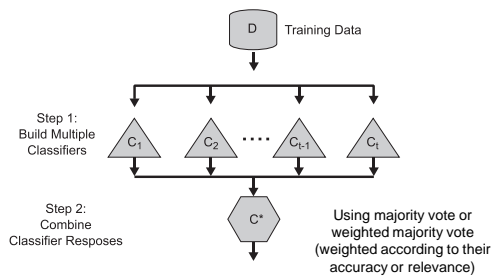 D
Training Data
Step 1:
Build Multiple
Classifiers
C1
C2
....
Ct-1
Ct
Step 2:
Combine
Classifier Resposes
C*
Using majority vote or
weighted majority vote
(weighted according to their
accuracy or relevance)